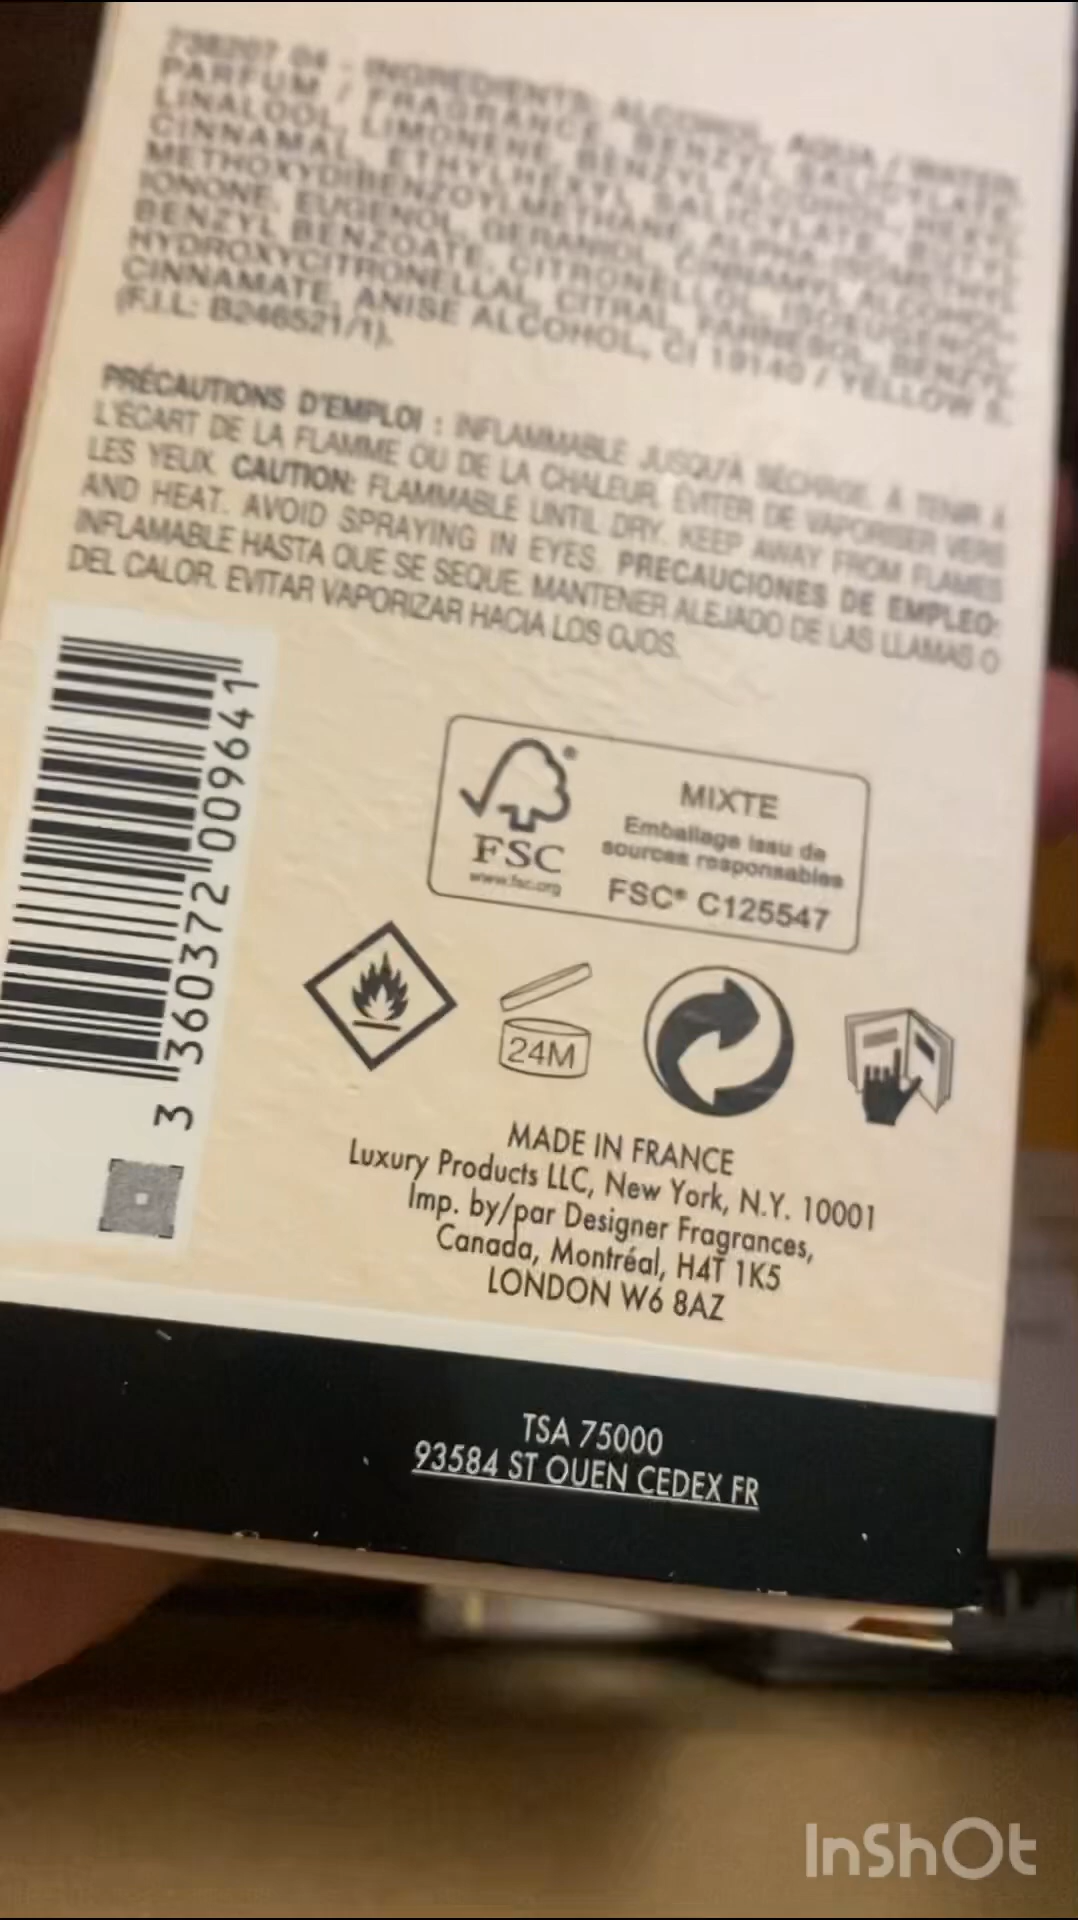 738207 04 - INGREDIENTS: ALCOHOL, AQUA / WATER,
PARFUM / FRAGRANCE, BENZYL SALICYLATE,
LINALOOL, LIMONENE, BENZYL ALCOHOL, HEXYL
CINNAMAL, ETHYLHEXYL SALICYLATE, BUTYL
METHOXYDIBENZOYLMETHANE, ALPHA-ISOMETHYL
IONONE, EUGENOL, GERANIOL, CINNAMYL ALCOHOL,
BENZYL BENZOATE, CITRONELLOL, ISOEUGENOL,
HYDROXYCITRONELLAL, CITRAL, FARNESOL, BENZYL
CINNAMATE, ANISE ALCOHOL, CI 19140 / YELLOW 5.
(F.I.L: B246521/1).
PRÉCAUTIONS D'EMPLOI : INFLAMMABLE JUSQU'À SÉCHAGE. À TENIR À
L'ÉCART DE LA FLAMME OU DE LA CHALEUR. ÉVITER DE VAPORISER VERS
LES YEUX. CAUTION: FLAMMABLE UNTIL DRY. KEEP AWAY FROM FLAMES
AND HEAT. AVOID SPRAYING IN EYES. PRECAUCIONES DE EMPLEO:
INFLAMABLE HASTA QUE SE SEQUE. MANTENER ALEJADO DE LAS LLAMAS O
DEL CALOR. EVITAR VAPORIZAR HACIA LOS OJOS.
3 360372 009641
FSC
www.fsc.org
MIXTE
Emballage issu de
sources responsables
FSC® C125547
24M
MADE IN FRANCE
Luxury Products LLC, New York, N.Y. 10001
Imp. by/par Designer Fragrances,
Canada, Montréal, H4T 1K5
LONDON W6 8AZ
TSA 75000
93584 ST OUEN CEDEX FR
InShOt